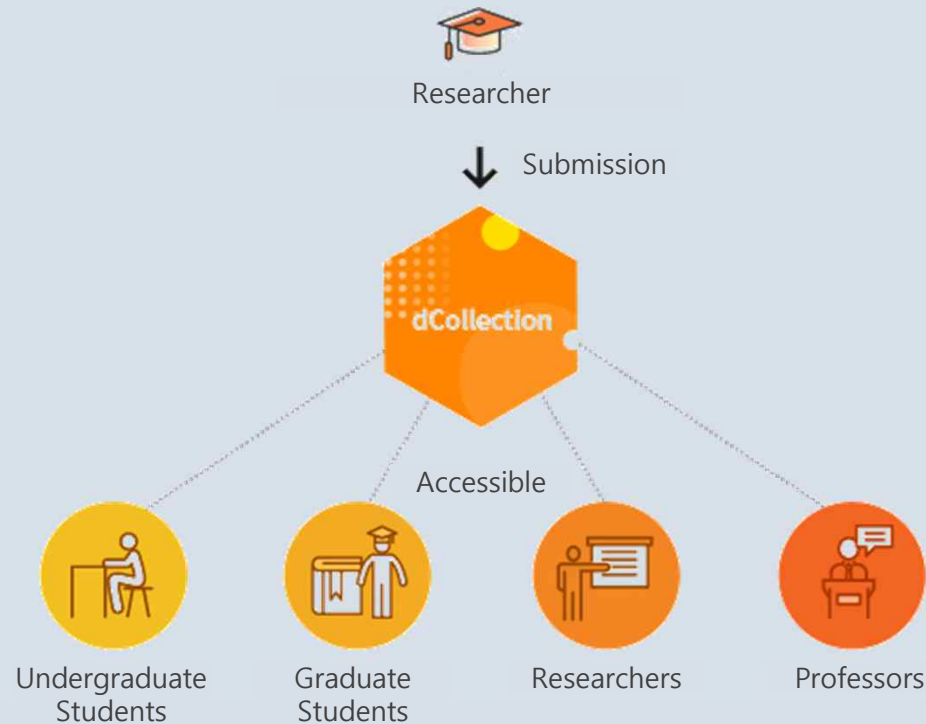 Researcher
Submission
dCollection
Accessible
Undergraduate
Students
Graduate
Students
Researchers
Professors